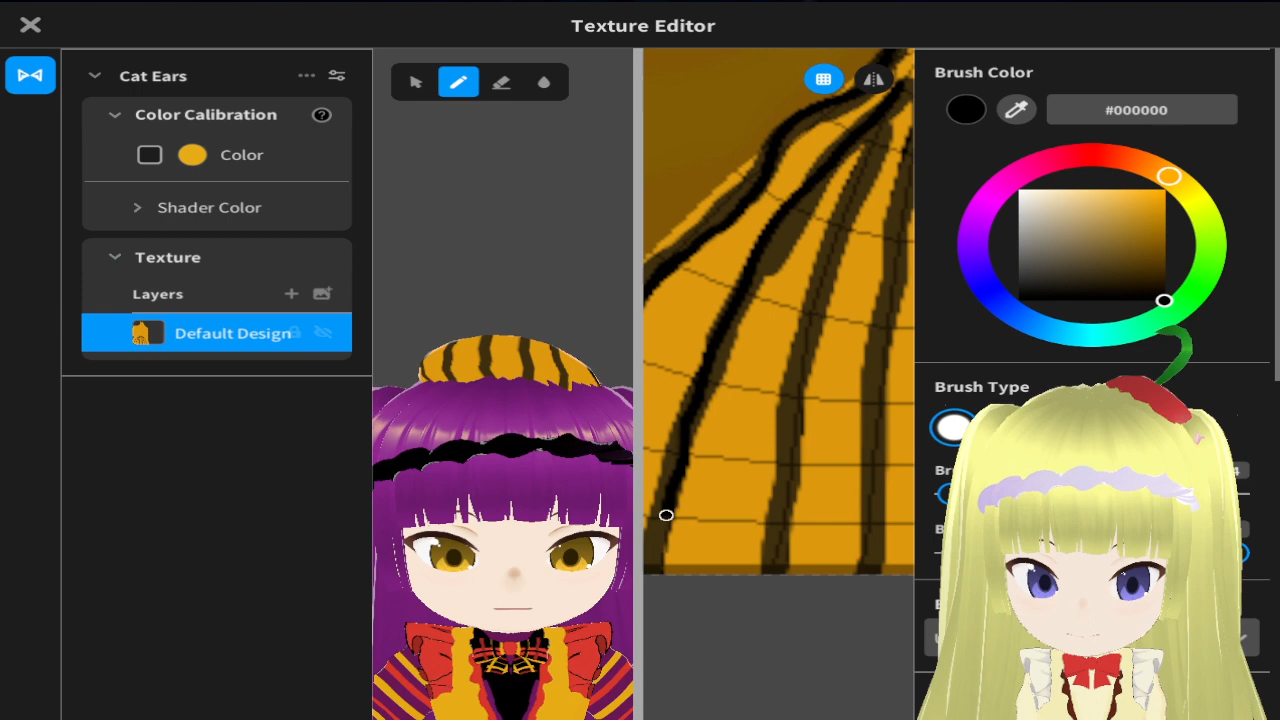 Texture Editor
Cat Ears
Color Calibration
Color
Shader Color
Texture
Layers
Default Design
Brush Color
#000000
Brush Type